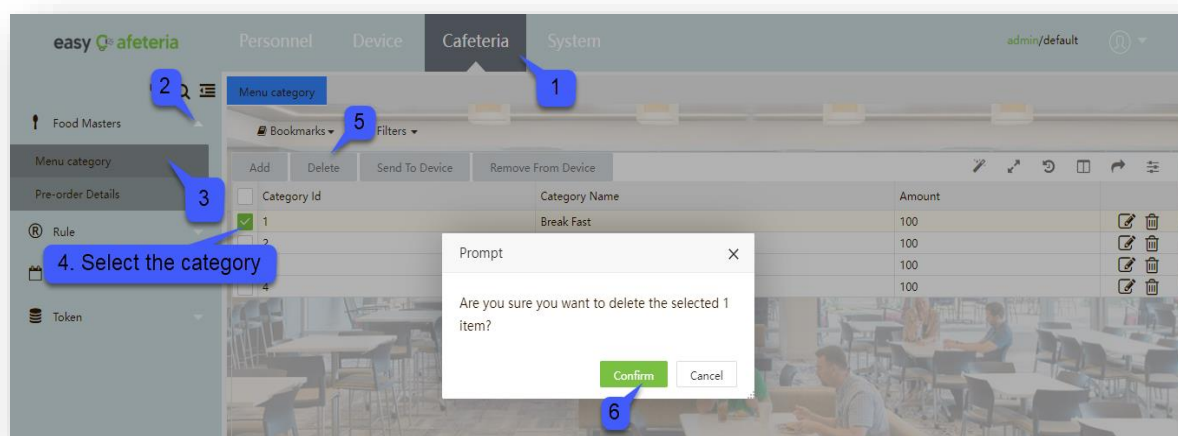 easy Cafeteria
Personnel Device Cafeteria System
admin/default
1
2
Menu category
Food Masters
5
Bookmarks Filters
Menu category
Add Delete Send To Device Remove From Device
3
Pre-order Details
Category Id Category Name Amount
1 Break Fast 100
Rule
2 100
4. Select the category
100
4 100
Prompt
Are you sure you want to delete the selected 1
item?
Token
Confirm Cancel
6